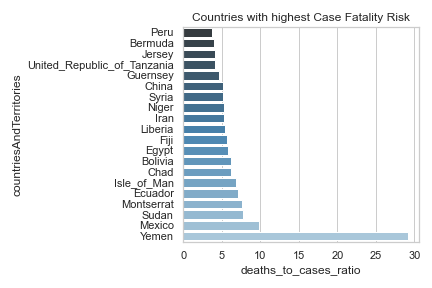 Countries with highest Case Fatality Risk
countriesAndTerritories
Peru
Bermuda
Jersey
United_Republic_of_Tanzania
Guernsey
China
Syria
Niger
Iran
Liberia
Fiji
Egypt
Bolivia
Chad
Isle_of_Man
Ecuador
Montserrat
Sudan
Mexico
Yemen
0 5 10 15 20 25 30
deaths_to_cases_ratio